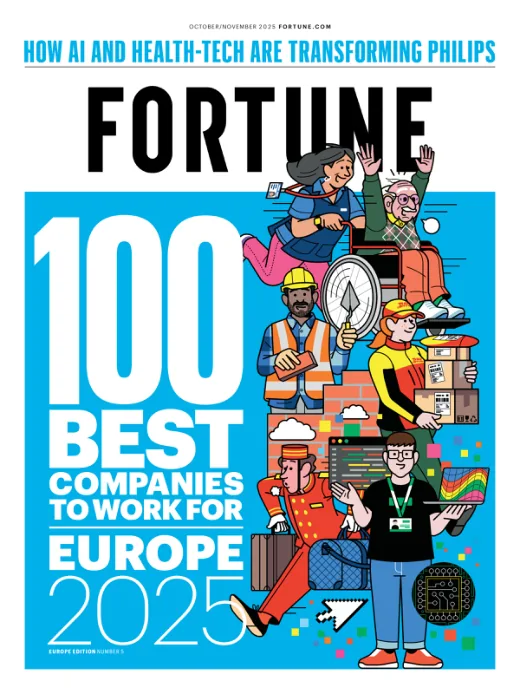 OCTOBER/NOVEMBER 2025 FORTUNE.COM
HOW AI AND HEALTH-TECH ARE TRANSFORMING PHILIPS
FORTUNE
100
BEST
COMPANIES
TO WORK FOR
EUROPE
2025
EUROPE EDITION NUMBER 5